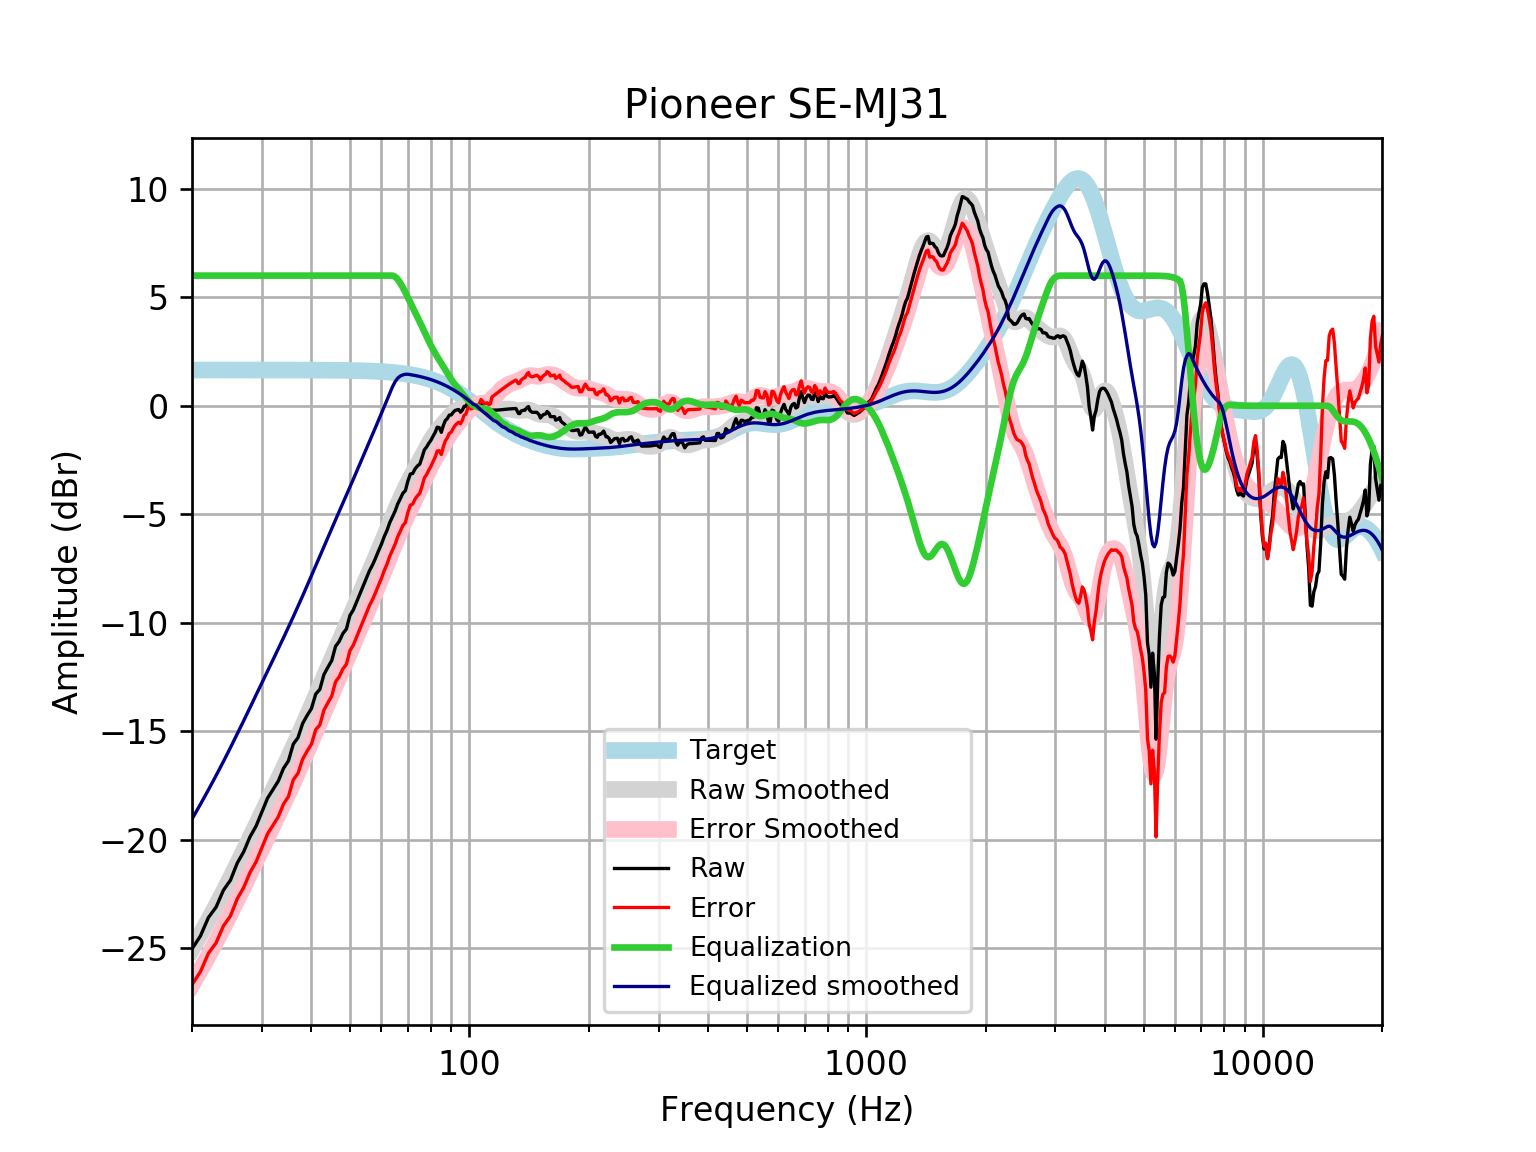 Pioneer SE-MJ31
10
5
0
−5
−10
−15
−20
−25
Amplitude (dBr)
Target
Raw Smoothed
Error Smoothed
Raw
Error
Equalization
Equalized smoothed
100 1000 10000
Frequency (Hz)